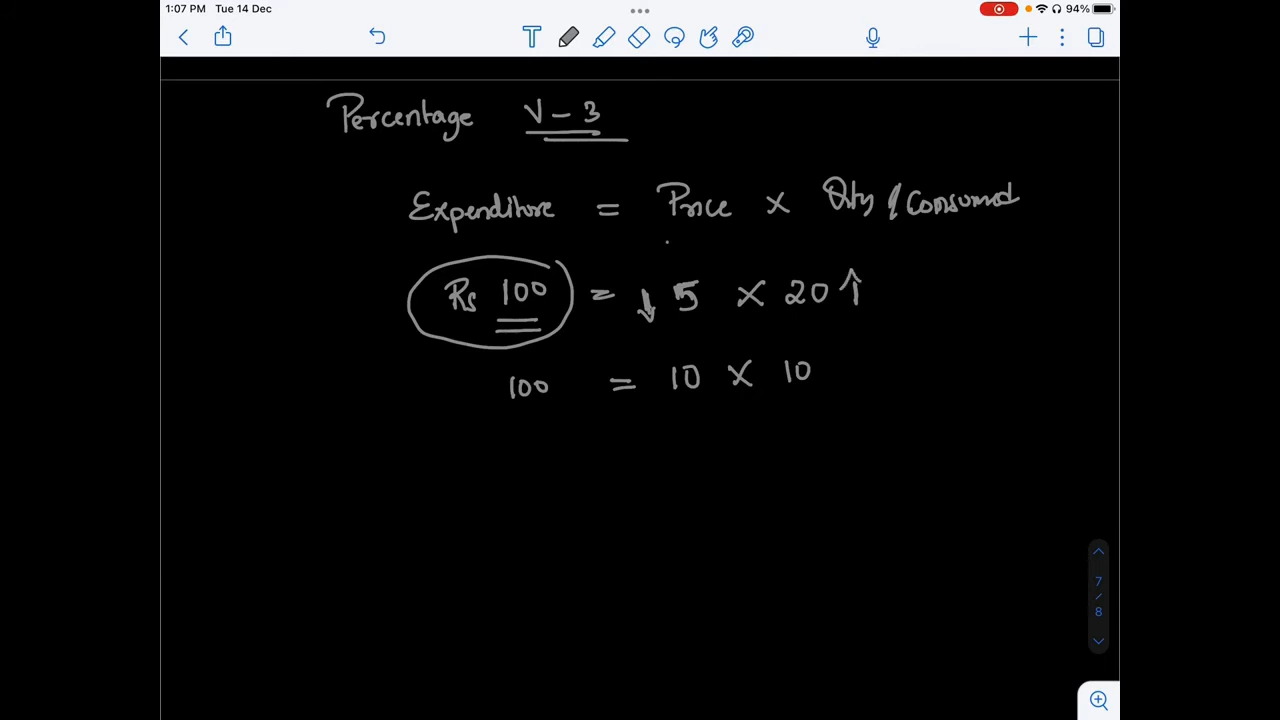 1:07 PM Tue 14 Dec
94%
Percentage V - 3
Expenditure = Price × Qty Consumed
Rs 100 = ↓ 5 × 20 ↑
100 = 10 × 10
7
/
8